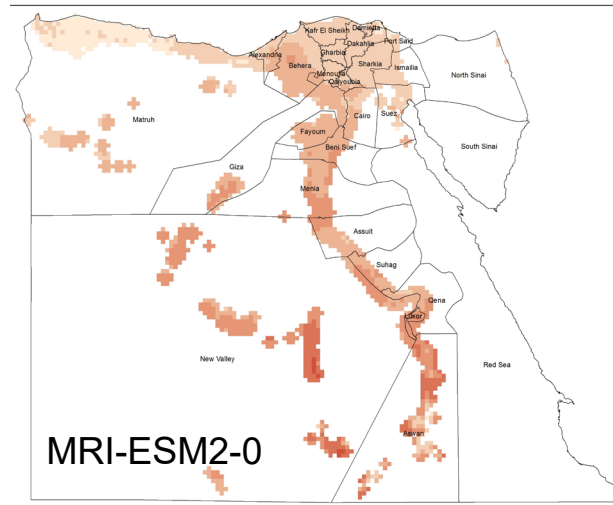 Kafr El Sheikh
Damietta
Alexandria
Dakahlia
Port Said
Gharbia
Behera
Sharkia
Ismailia
Menoufia
Qalyoubia
North Sinai
Matruh
Cairo
Suez
Fayoum
Beni Suef
South Sinai
Giza
Menia
Assuit
Suhag
Qena
Luxor
New Valley
Red Sea
Aswan
MRI-ESM2-0